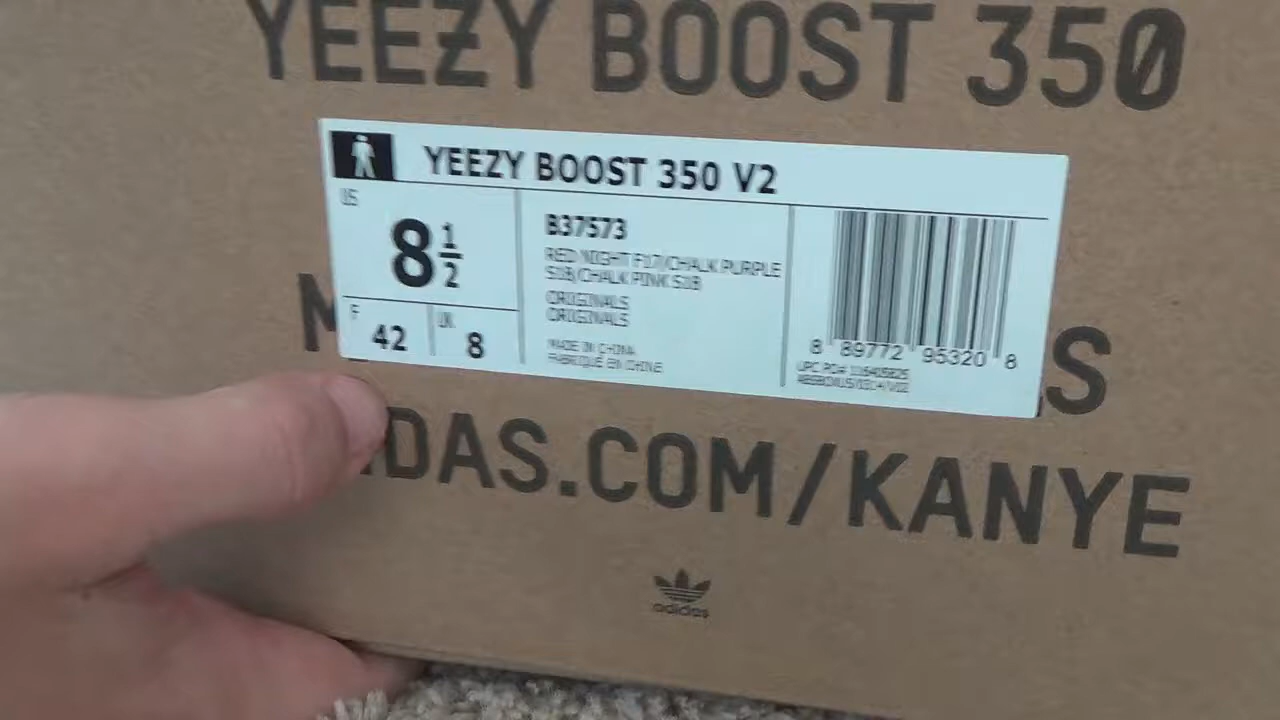 YEEZY BOOST 350
YEEZY BOOST 350 V2
US
8 1/2
F
42
UK
8
B37573
RED NIGHT F17/CHALK PURPLE
S18/CHALK PINK S18
ORIGINALS
ORIGINALS
MADE IN CHINA
FABRIQUE EN CHINE
8 89772 95320 8
UPC
M
S
DAS.COM/KANYE
adidas